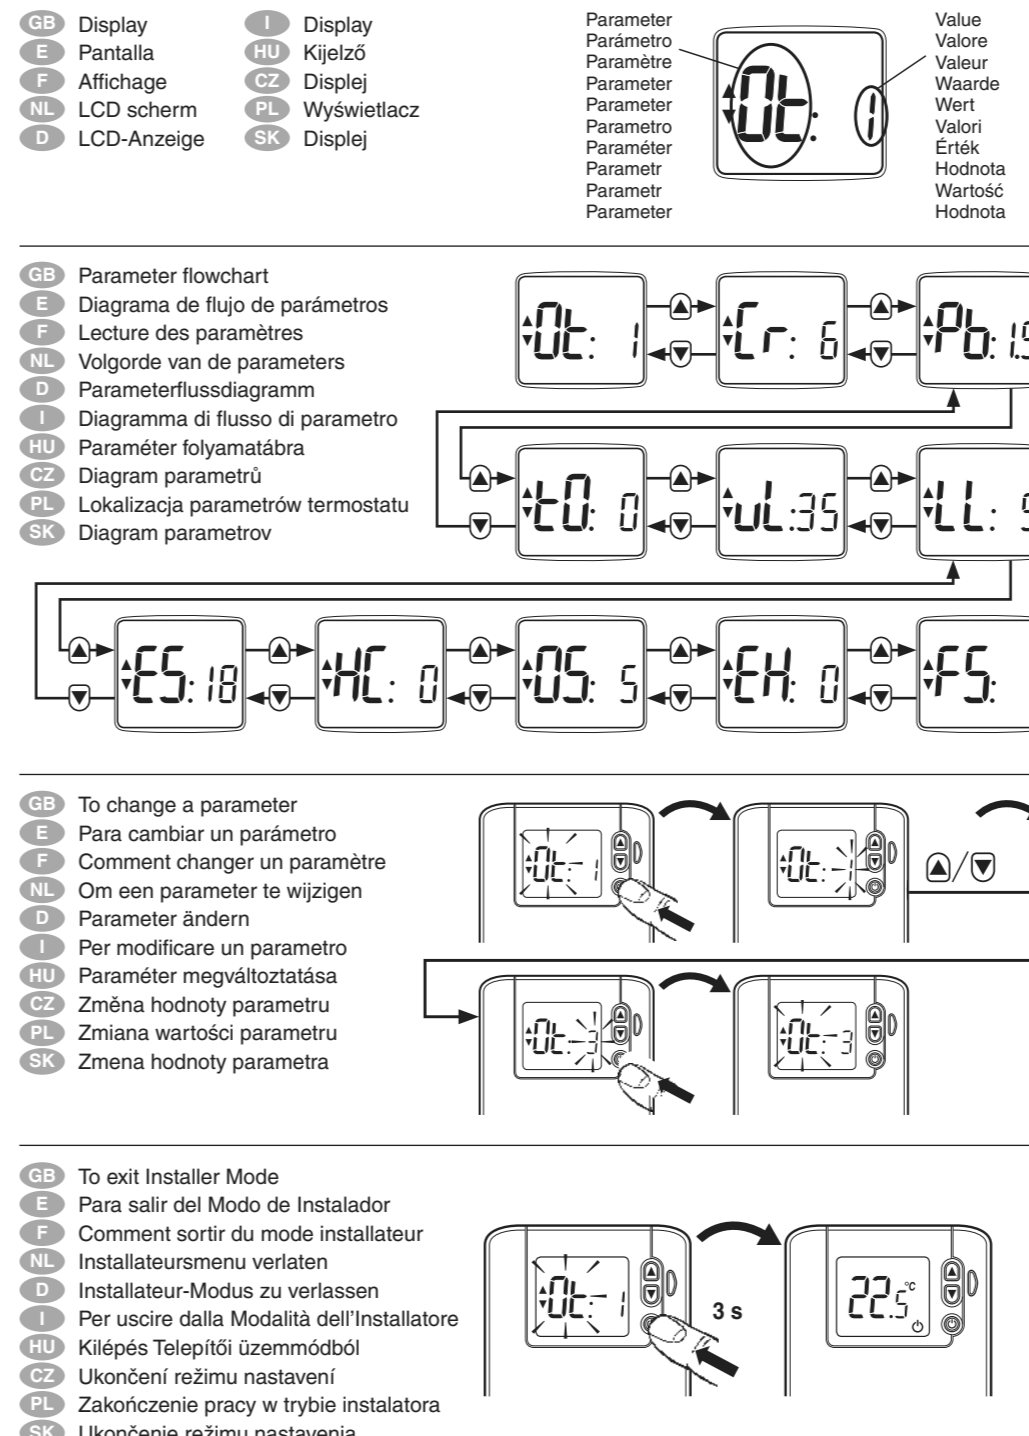 GB Display
E Pantalla
F Affichage
NL LCD scherm
D LCD-Anzeige
I Display
HU Kijelző
CZ Displej
PL Wyświetlacz
SK Displej
Parameter
Parámetro
Paramètre
Parameter
Parameter
Parametro
Paraméter
Parametr
Parametr
Parameter
Ot: 1
Value
Valore
Valeur
Waarde
Wert
Valori
Érték
Hodnota
Wartość
Hodnota
GB Parameter flowchart
E Diagrama de flujo de parámetros
F Lecture des paramètres
NL Volgorde van de parameters
D Parameterflussdiagramm
I Diagramma di flusso di parametro
HU Paraméter folyamatábra
CZ Diagram parametrů
PL Lokalizacja parametrów termostatu
SK Diagram parametrov
Ot: 1
Cr: 6
Pb:1.5
tO: 0
uL:35
LL: 5
ES:18
HC: 0
OS: 5
EH: 0
FS:
GB To change a parameter
E Para cambiar un parámetro
F Comment changer un paramètre
NL Om een parameter te wijzigen
D Parameter ändern
I Per modificare un parametro
HU Paraméter megváltoztatása
CZ Změna hodnoty parametru
PL Zmiana wartości parametru
SK Zmena hodnoty parametra
Ot: 1
Ot: 1
/
Ot: 3
Ot: 3
GB To exit Installer Mode
E Para salir del Modo de Instalador
F Comment sortir du mode installateur
NL Installateursmenu verlaten
D Installateur-Modus zu verlassen
I Per uscire dalla Modalità dell'Installatore
HU Kilépés Telepítői üzemmódból
CZ Ukončení režimu nastavení
PL Zakończenie pracy w trybie instalatora
SK Ukončenie režimu nastavenia
Ot: 1
3 s
22.5 °C